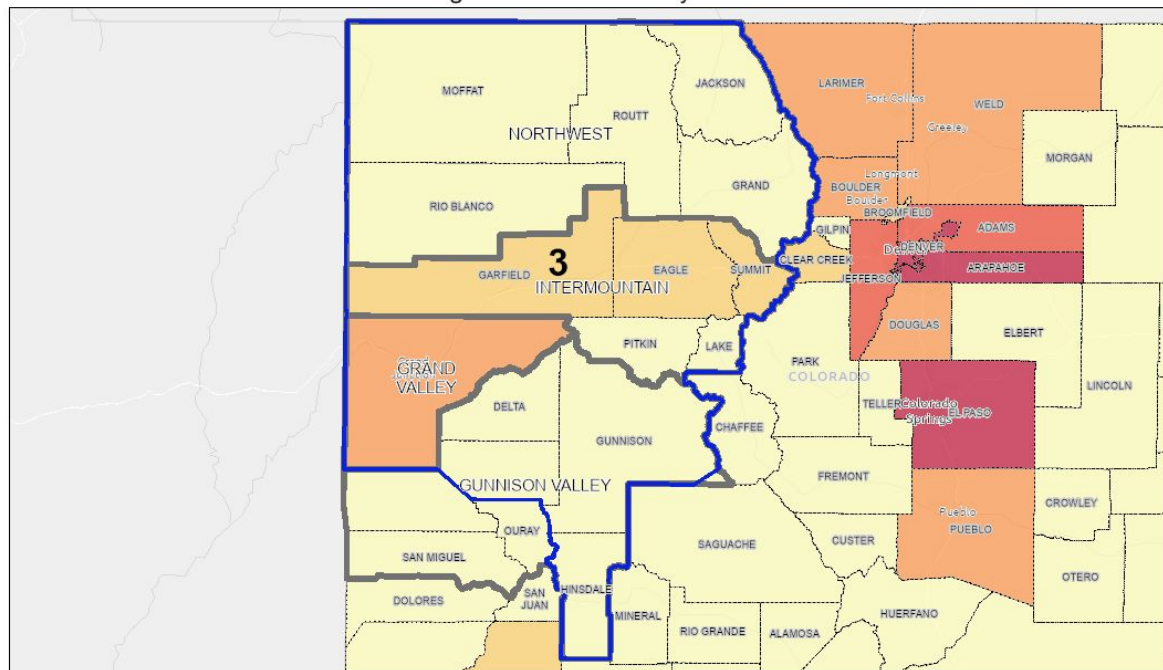 MOFFAT
JACKSON
LARIMER
Fort Collins
WELD
ROUTT
NORTHWEST
Greeley
MORGAN
GRAND
Longmont
BOULDER
Boulder
RIO BLANCO
BROOMFIELD
GILPIN
ADAMS
DENVER
Denver
3
GARFIELD
EAGLE
SUMMIT
CLEAR CREEK
ARAPAHOE
JEFFERSON
INTERMOUNTAIN
DOUGLAS
ELBERT
PITKIN
LAKE
PARK
COLORADO
GRAND
VALLEY
LINCOLN
TELLER
Colorado
Springs
EL PASO
DELTA
CHAFFEE
GUNNISON
FREMONT
GUNNISON VALLEY
CROWLEY
Pueblo
PUEBLO
OURAY
SAGUACHE
CUSTER
SAN MIGUEL
OTERO
DOLORES
SAN
JUAN
HINSDALE
MINERAL
HUERFANO
RIO GRANDE
ALAMOSA